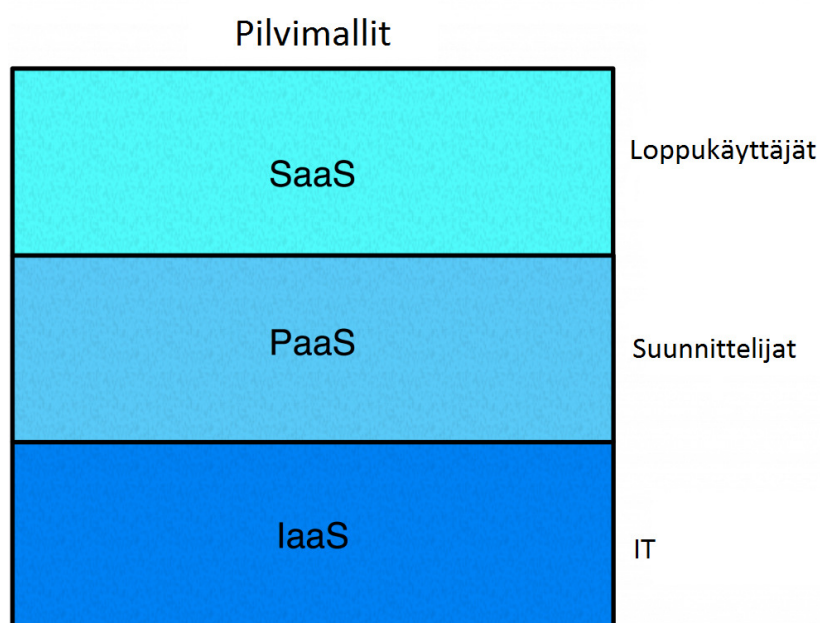 Pilvimallit
SaaS
Loppukäyttäjät
PaaS
Suunnittelijat
IaaS
IT